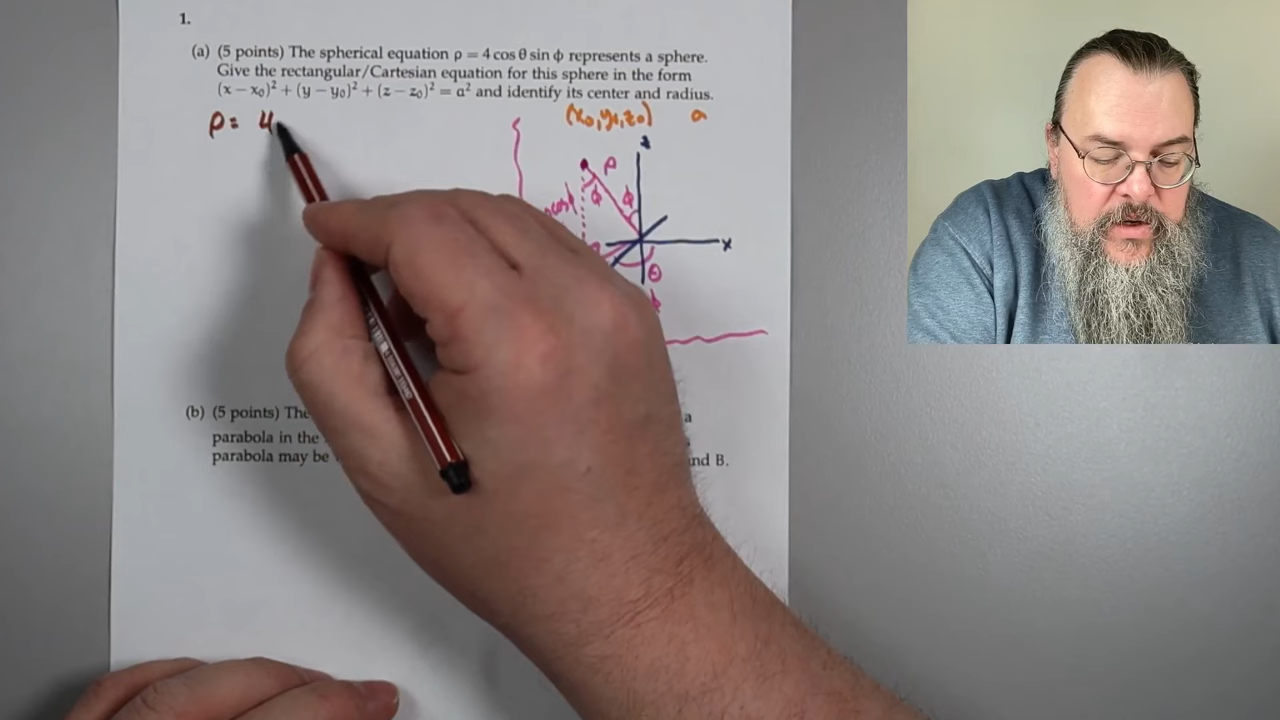 1.
(a) (5 points) The spherical equation ρ = 4 cos θ sin ϕ represents a sphere.
Give the rectangular/Cartesian equation for this sphere in the form
(x − x₀)² + (y − y₀)² + (z − z₀)² = a² and identify its center and radius.
ρ = 4
(x₀, y₀, z₀) a
z
ρ
ϕ ϕ
x
θ
(b) (5 points) The a
parabola in the
parabola may be nd B.